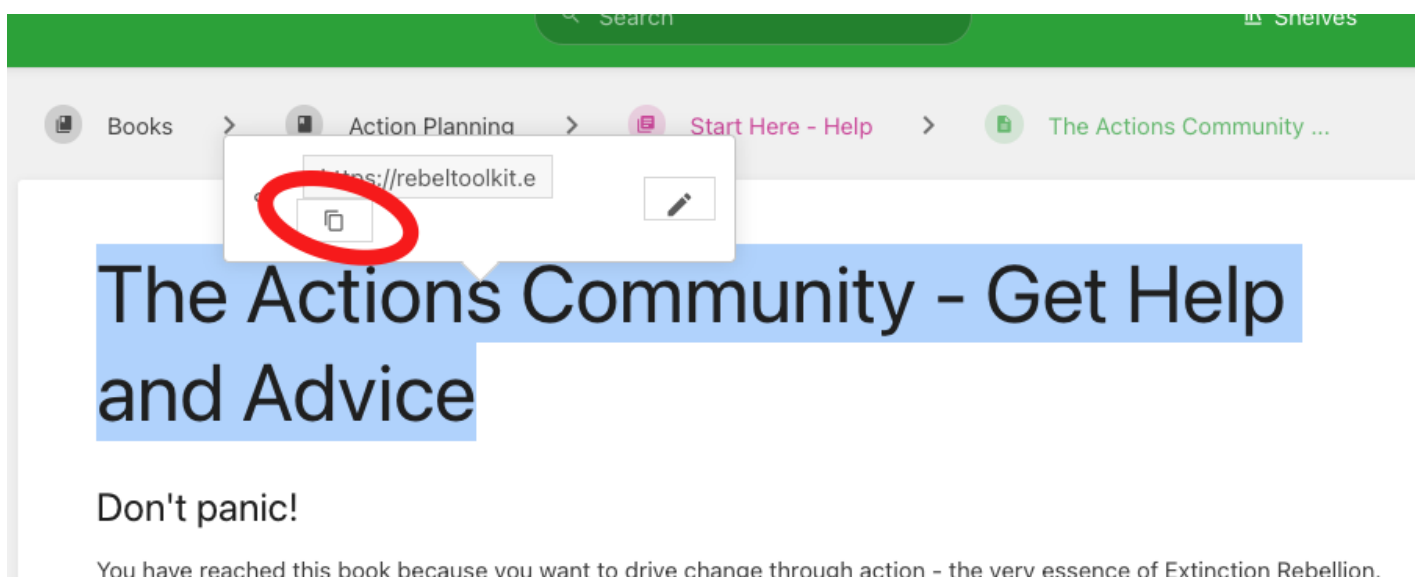 Search
Shelves
Books > Action Planning > Start Here - Help > The Actions Community ...
https://rebeltoolkit.e
The Actions Community - Get Help
and Advice
Don't panic!
You have reached this book because you want to drive change through action - the very essence of Extinction Rebellion.